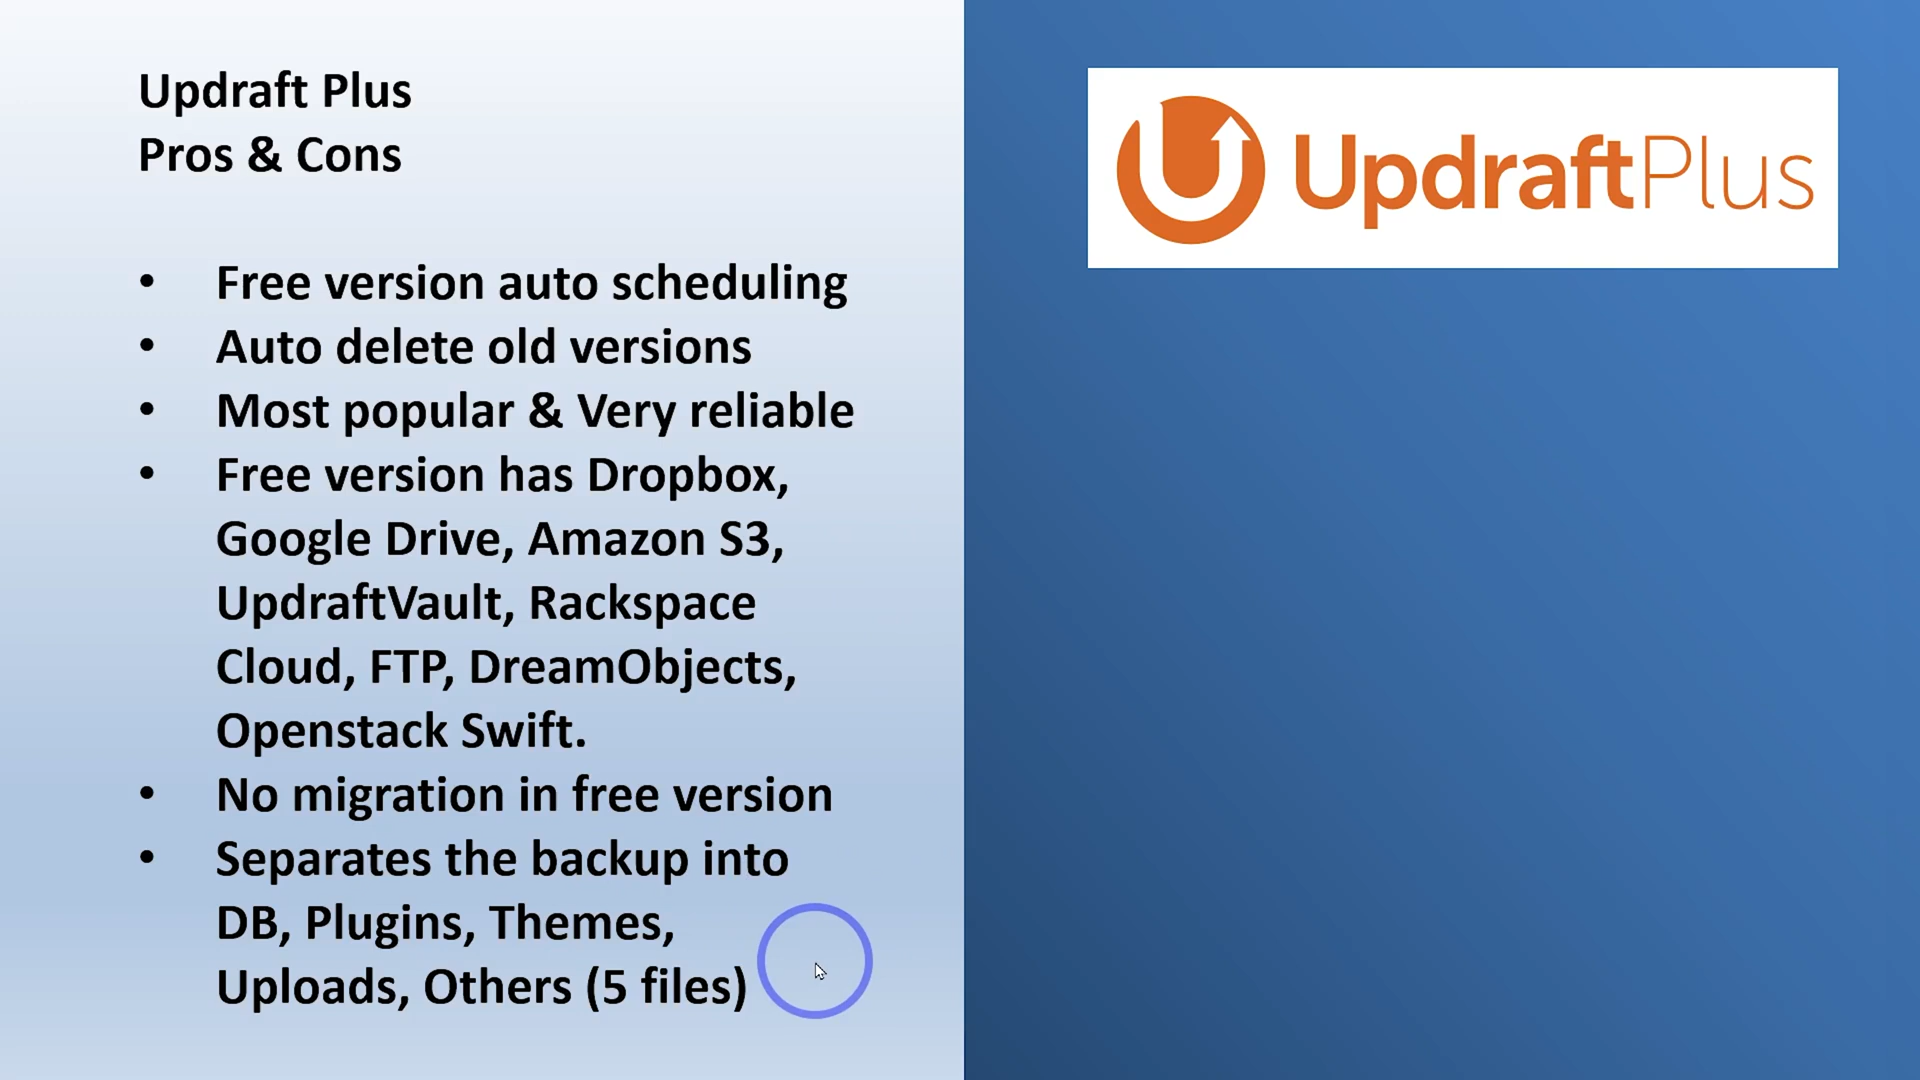 Updraft Plus
Pros & Cons
• Free version auto scheduling
• Auto delete old versions
• Most popular & Very reliable
• Free version has Dropbox,
Google Drive, Amazon S3,
UpdraftVault, Rackspace
Cloud, FTP, DreamObjects,
Openstack Swift.
• No migration in free version
• Separates the backup into
DB, Plugins, Themes,
Uploads, Others (5 files)
UpdraftPlus